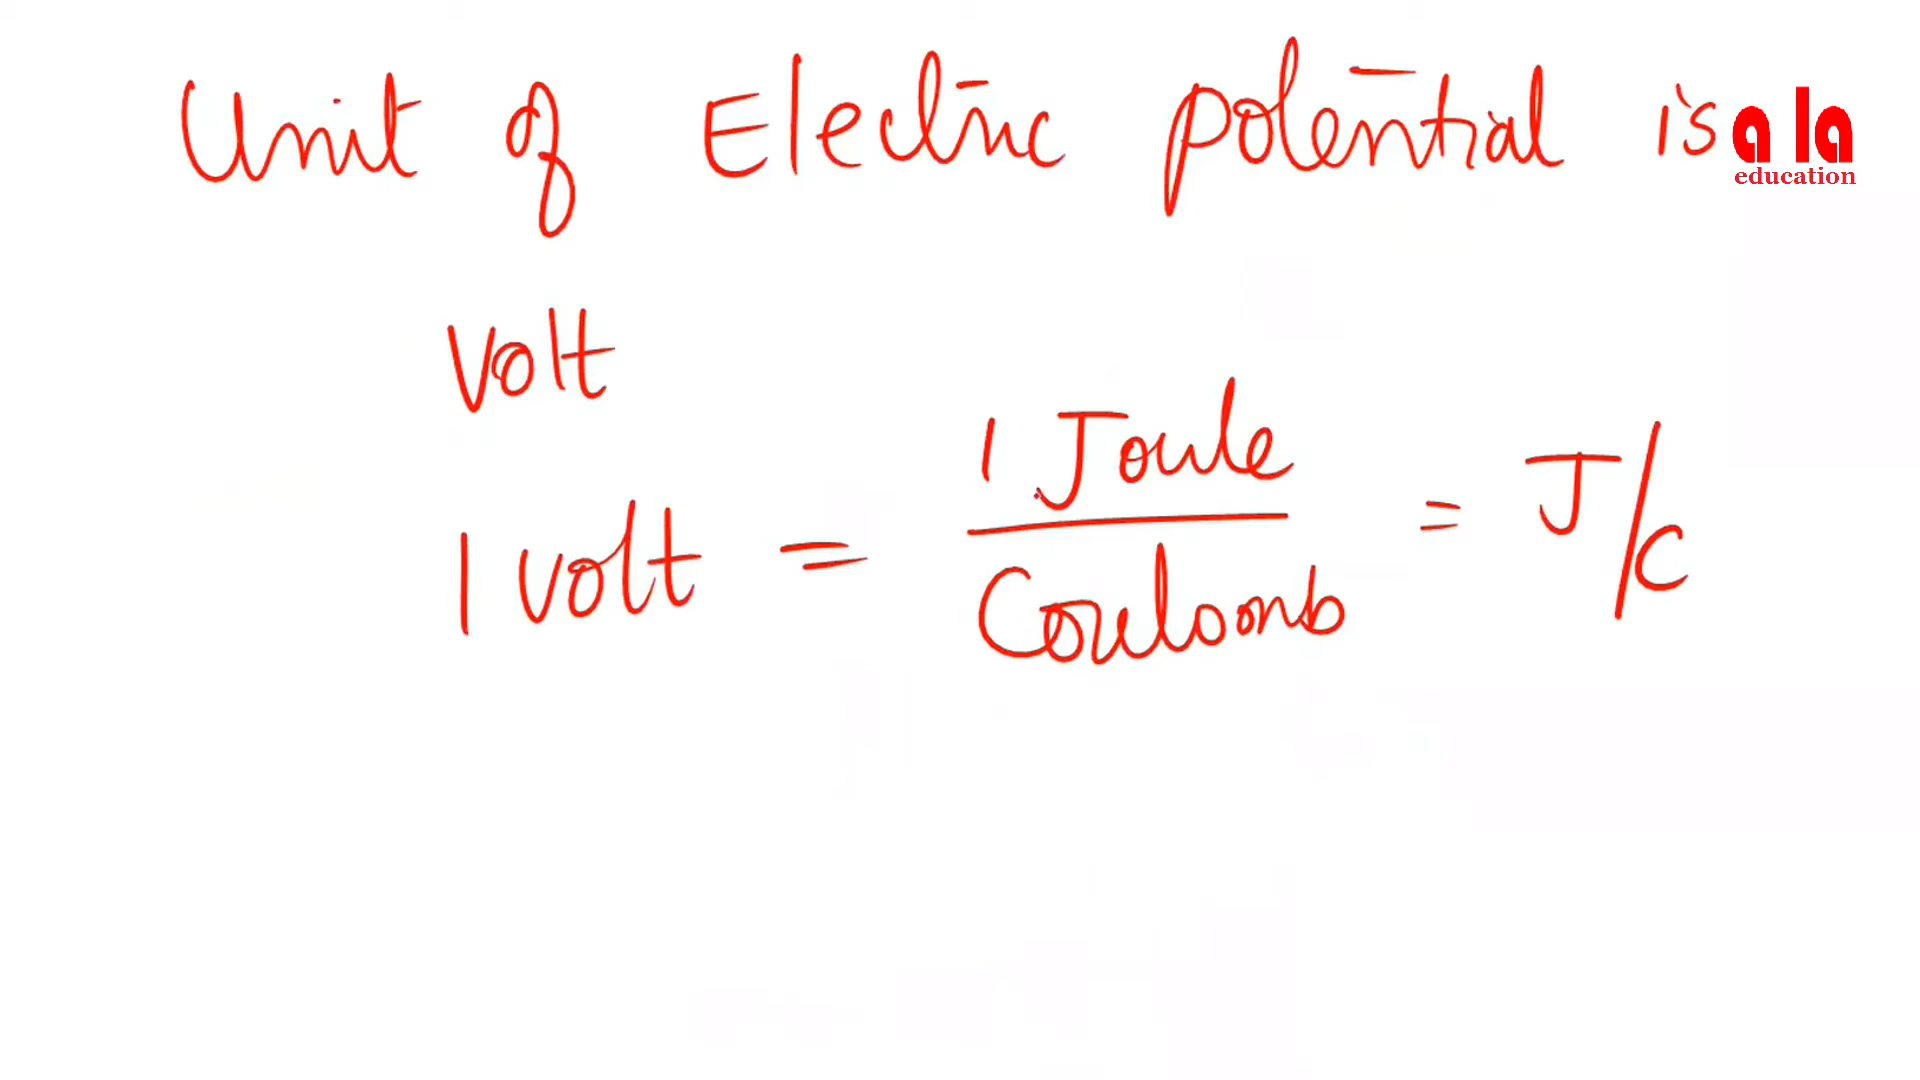 Unit of Electric potential is
a la
education
Volt
1 volt = 1 Joule / Coulomb = J/C